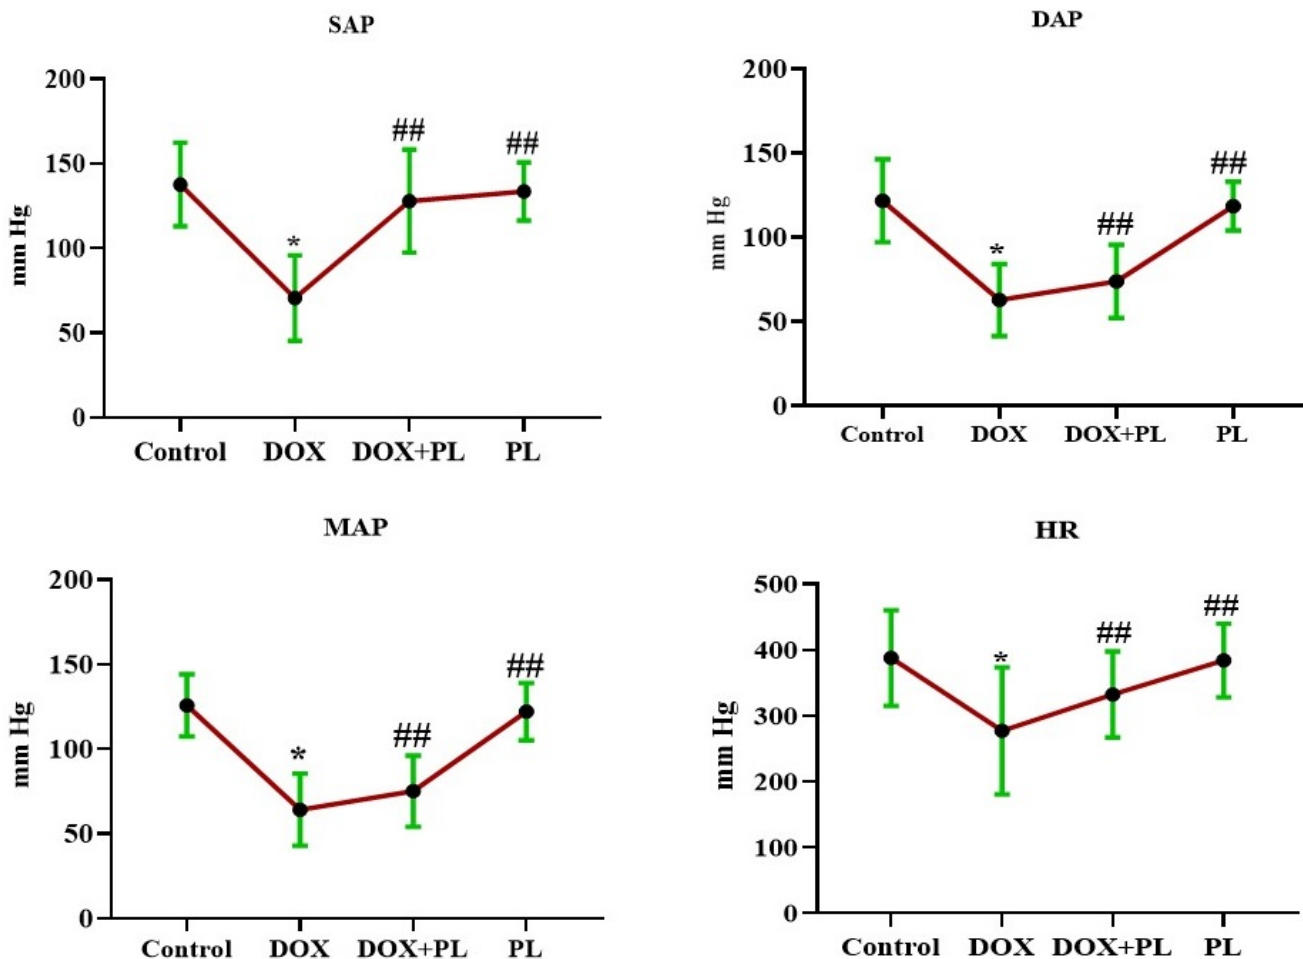 SAP
200
150
100
50
0
mm Hg
##
##
*
Control DOX DOX+PL PL
DAP
200
150
100
50
0
mm Hg
##
##
*
Control DOX DOX+PL PL
MAP
200
150
100
50
0
mm Hg
##
##
*
Control DOX DOX+PL PL
HR
500
400
300
200
100
0
mm Hg
##
##
*
Control DOX DOX+PL PL